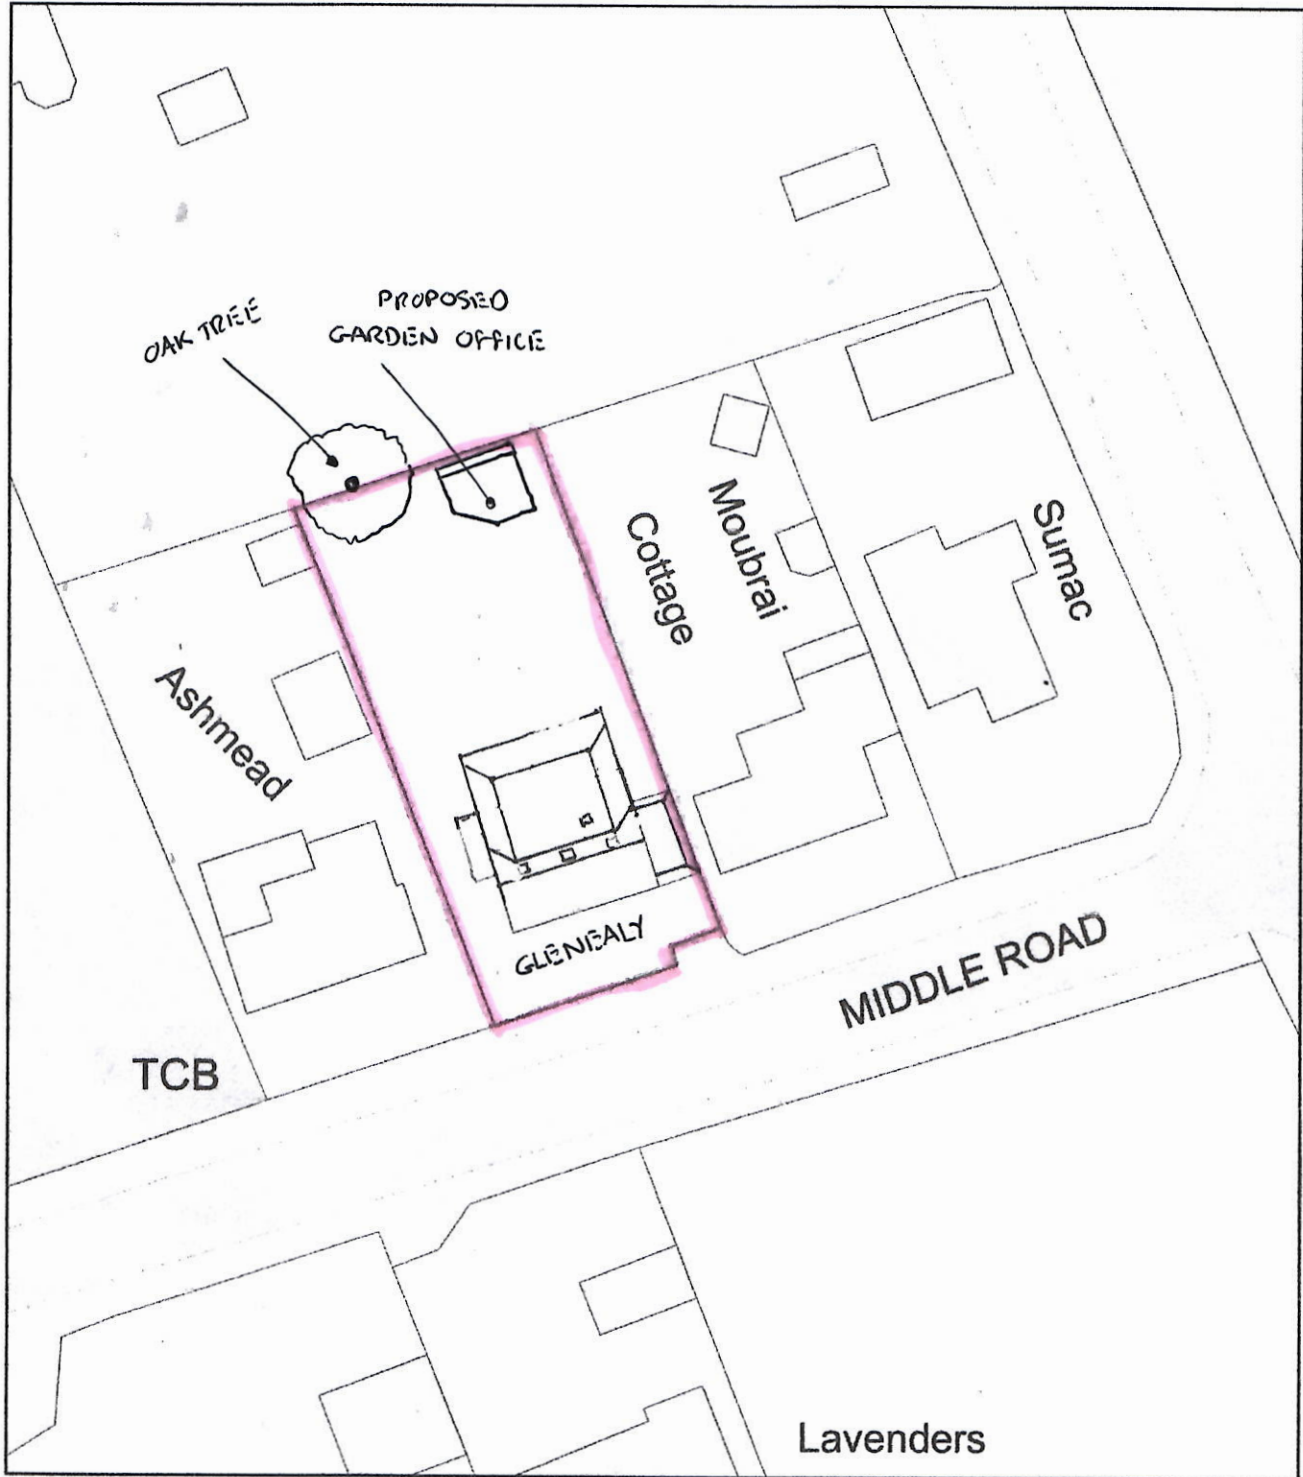 OAK TREE
PROPOSED
GARDEN OFFICE
Cottage
Moubrai
Sumac
Ashmead
GLENEALY
MIDDLE ROAD
TCB
Lavenders